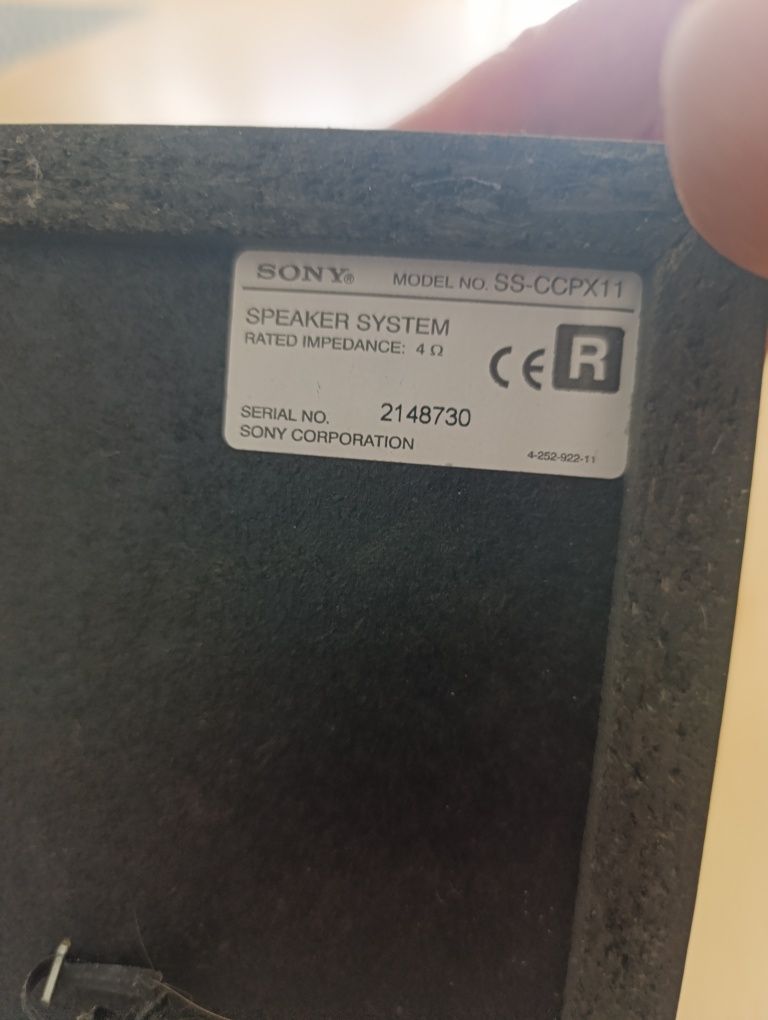 SONY® MODEL NO. SS-CCPX11
SPEAKER SYSTEM
RATED IMPEDANCE: 4 Ω
CE R
SERIAL NO. 2148730
SONY CORPORATION
4-252-922-11